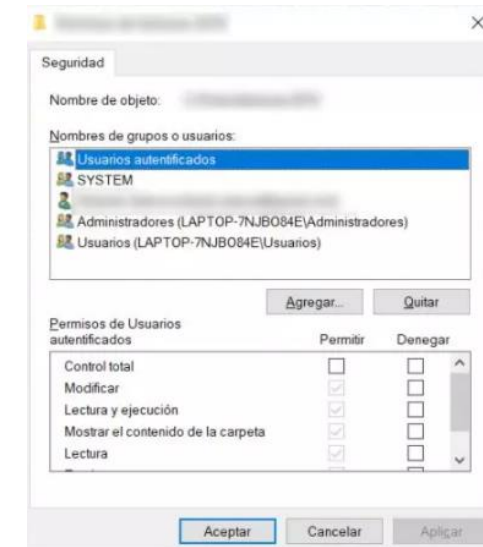 Seguridad
Nombre de objeto:
Nombres de grupos o usuarios:
Usuarios autentificados
SYSTEM
Administradores (LAPTOP-7NJBO84E\Administradores)
Usuarios (LAPTOP-7NJBO84E\Usuarios)
Agregar... Quitar
Permisos de Usuarios
autentificados Permitir Denegar
Control total
Modificar
Lectura y ejecución
Mostrar el contenido de la carpeta
Lectura
Aceptar Cancelar Aplicar